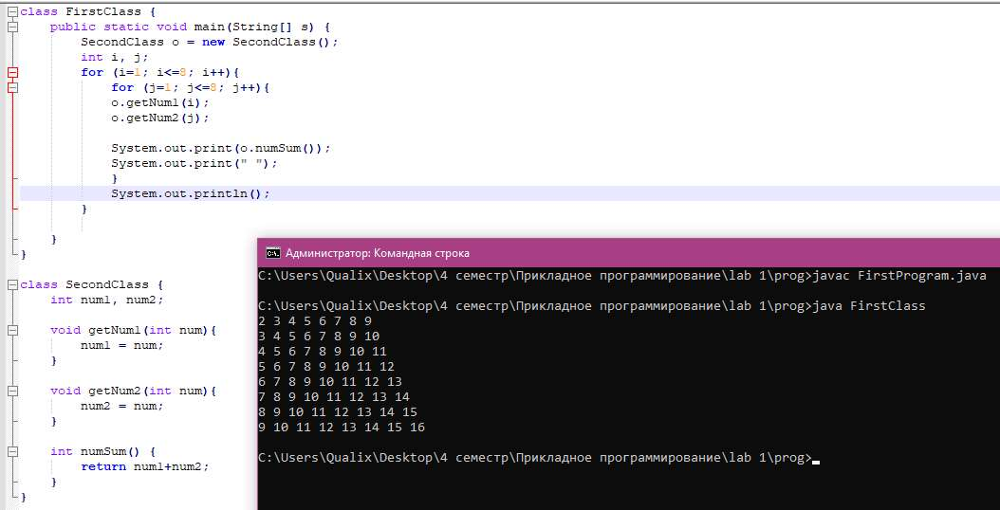 class FirstClass {
public static void main(String[] s) {
SecondClass o = new SecondClass();
int i, j;
for (i=1; i<=8; i++){
for (j=1; j<=8; j++){
o.getNum1(i);
o.getNum2(j);
System.out.print(o.numSum());
System.out.print(" ");
}
System.out.println();
}
}
}
class SecondClass {
int num1, num2;
void getNum1(int num){
num1 = num;
}
void getNum2(int num){
num2 = num;
}
int numSum() {
return num1+num2;
}
}
Администратор: Командная строка
C:\Users\Qualix\Desktop\4 семестр\Прикладное программирование\lab 1\prog>javac FirstProgram.java
C:\Users\Qualix\Desktop\4 семестр\Прикладное программирование\lab 1\prog>java FirstClass
2 3 4 5 6 7 8 9
3 4 5 6 7 8 9 10
4 5 6 7 8 9 10 11
5 6 7 8 9 10 11 12
6 7 8 9 10 11 12 13
7 8 9 10 11 12 13 14
8 9 10 11 12 13 14 15
9 10 11 12 13 14 15 16
C:\Users\Qualix\Desktop\4 семестр\Прикладное программирование\lab 1\prog>